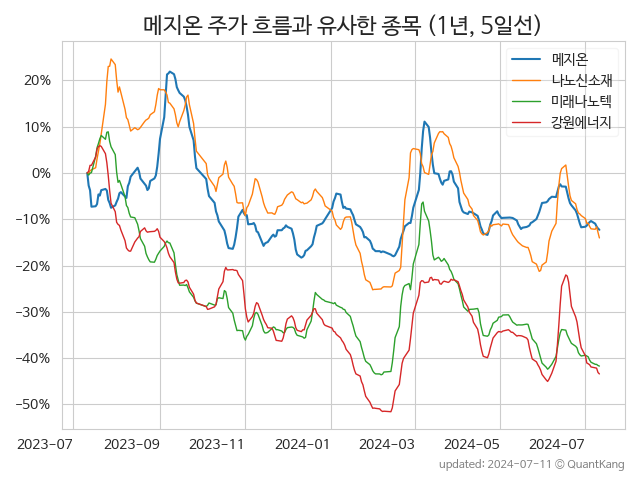 메지온 주가 흐름과 유사한 종목 (1년, 5일선)
메지온
나노신소재
미래나노텍
강원에너지
20%
10%
0%
−10%
−20%
−30%
−40%
−50%
2023-07
2023-09
2023-11
2024-01
2024-03
2024-05
2024-07
updated: 2024-07-11 © QuantKang